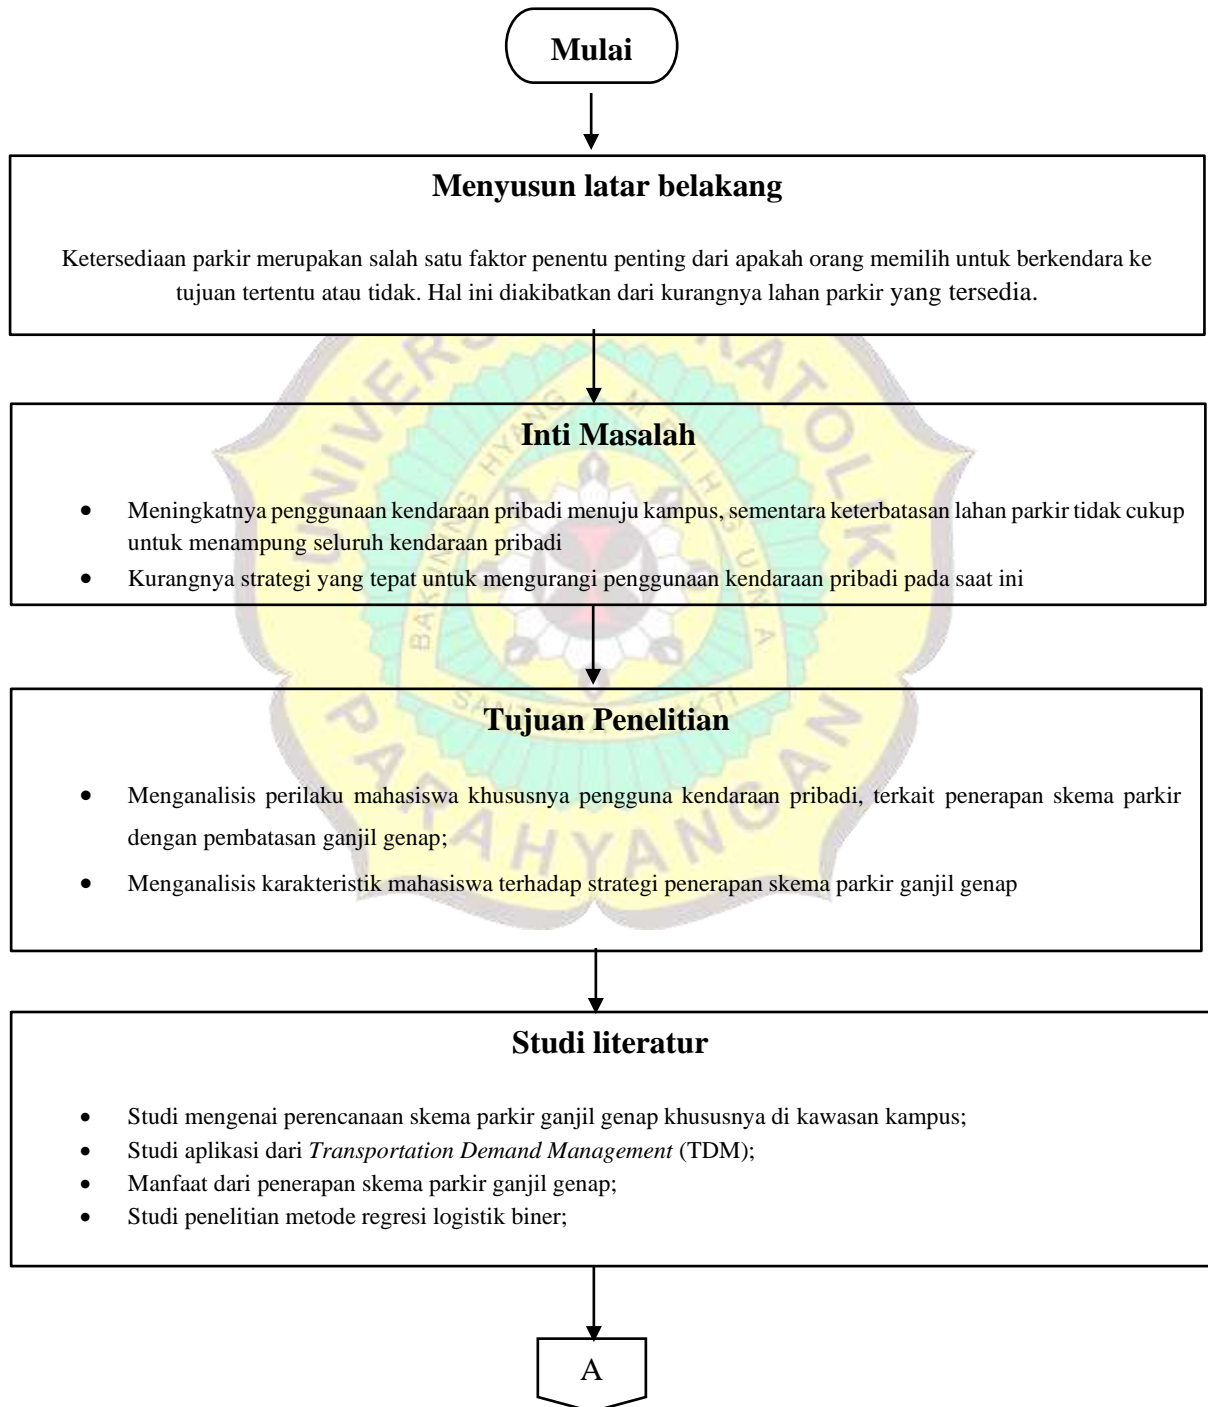 Mulai
Menyusun latar belakang
Ketersediaan parkir merupakan salah satu faktor penentu penting dari apakah orang memilih untuk berkendara ke
tujuan tertentu atau tidak. Hal ini diakibatkan dari kurangnya lahan parkir yang tersedia.
Inti Masalah
• Meningkatnya penggunaan kendaraan pribadi menuju kampus, sementara keterbatasan lahan parkir tidak cukup
untuk menampung seluruh kendaraan pribadi
• Kurangnya strategi yang tepat untuk mengurangi penggunaan kendaraan pribadi pada saat ini
Tujuan Penelitian
• Menganalisis perilaku mahasiswa khususnya pengguna kendaraan pribadi, terkait penerapan skema parkir
dengan pembatasan ganjil genap;
• Menganalisis karakteristik mahasiswa terhadap strategi penerapan skema parkir ganjil genap
Studi literatur
• Studi mengenai perencanaan skema parkir ganjil genap khususnya di kawasan kampus;
• Studi aplikasi dari Transportation Demand Management (TDM);
• Manfaat dari penerapan skema parkir ganjil genap;
• Studi penelitian metode regresi logistik biner;
A
PARAHYANGAN